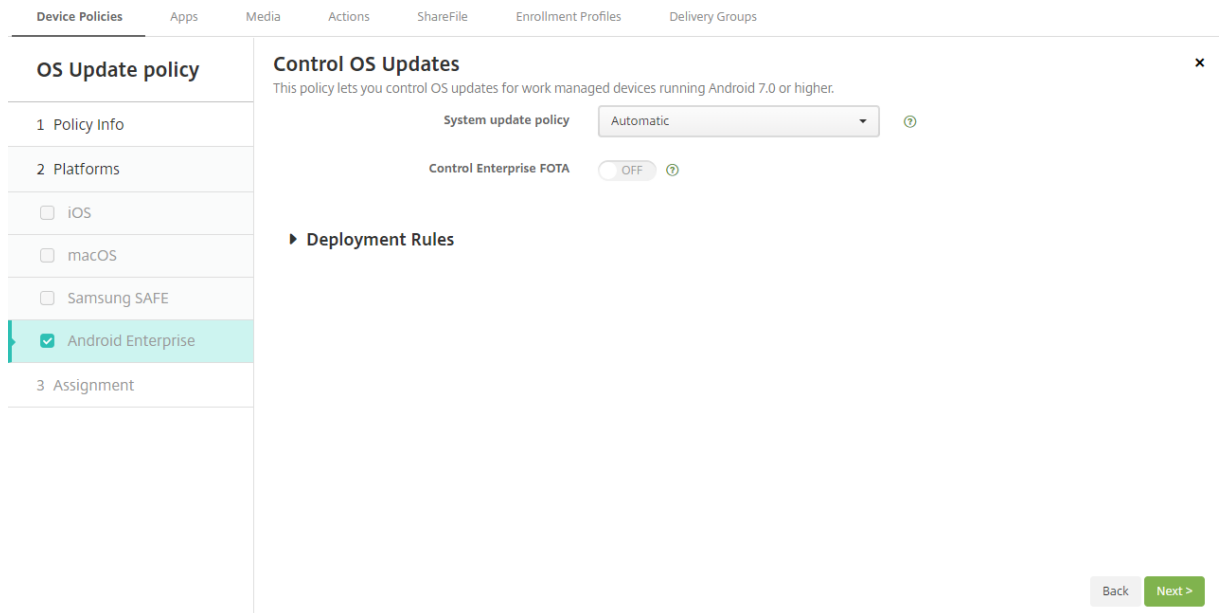 Device Policies Apps Media Actions ShareFile Enrollment Profiles Delivery Groups
OS Update policy
1 Policy Info
2 Platforms
iOS
macOS
Samsung SAFE
Android Enterprise
3 Assignment
Control OS Updates
This policy lets you control OS updates for work managed devices running Android 7.0 or higher.
System update policy Automatic
Control Enterprise FOTA OFF
Deployment Rules
Back Next >